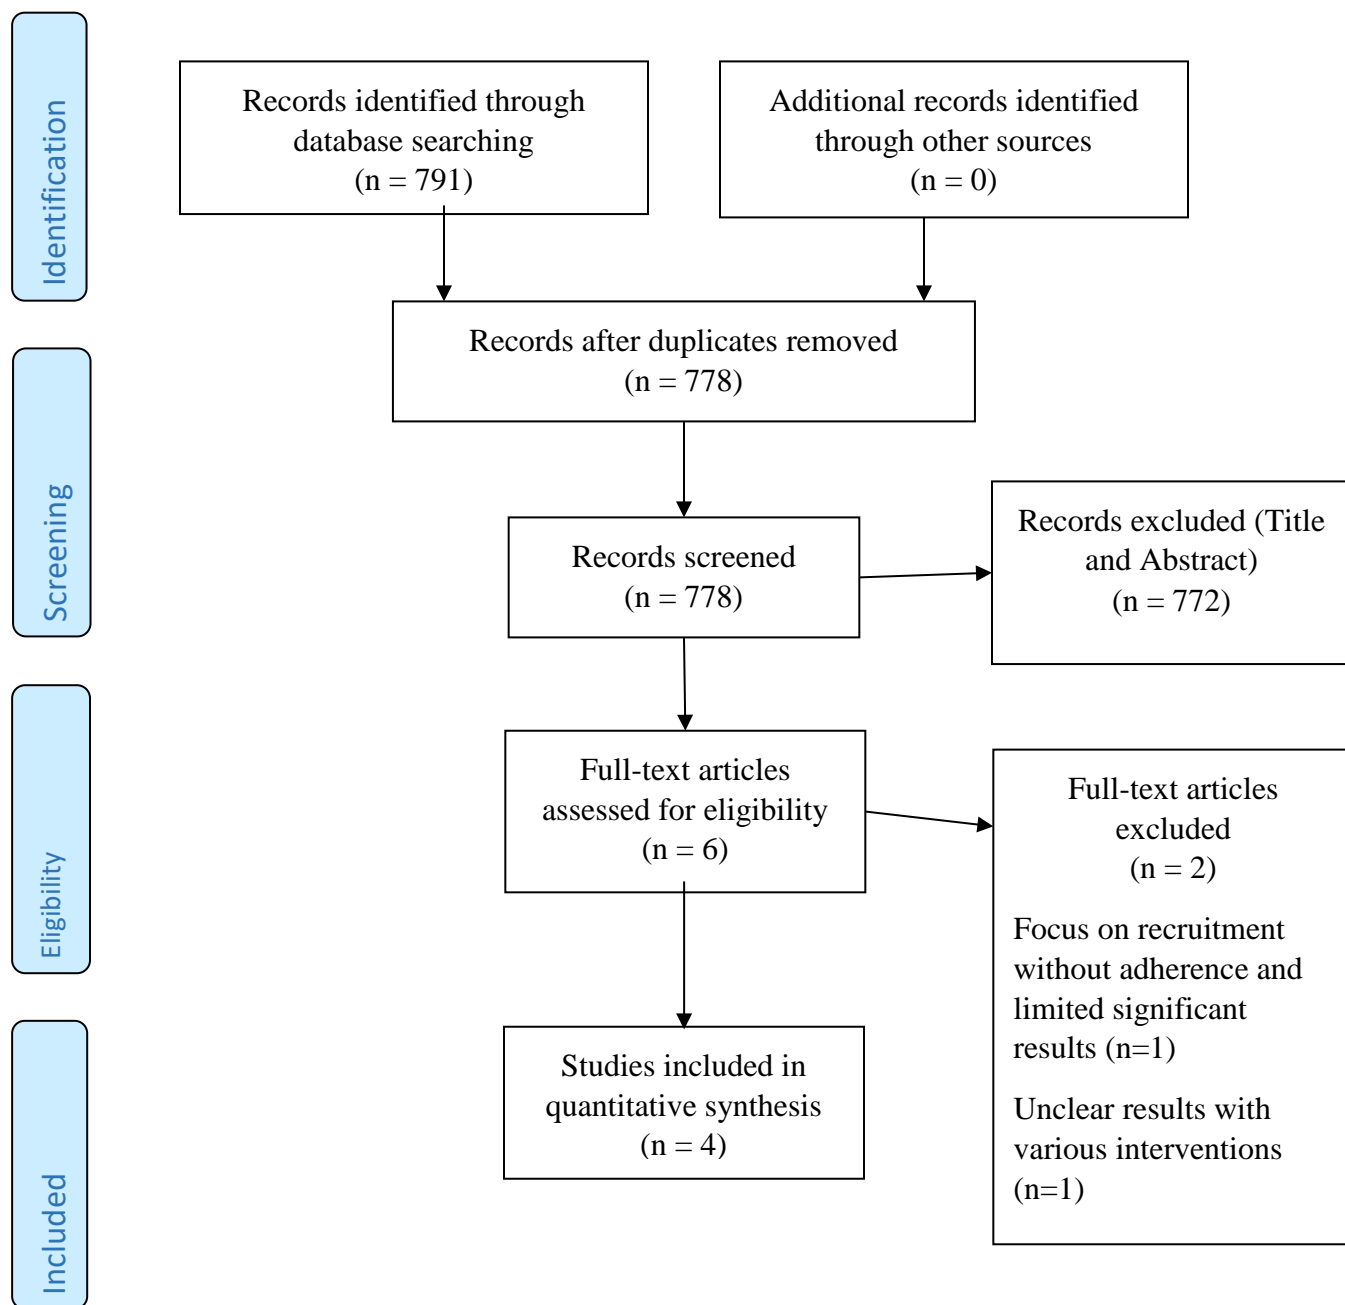 Identification
Records identified through
database searching
(n = 791)
Additional records identified
through other sources
(n = 0)
Records after duplicates removed
(n = 778)
Screening
Records screened
(n = 778)
Records excluded (Title
and Abstract)
(n = 772)
Eligibility
Full-text articles
assessed for eligibility
(n = 6)
Full-text articles
excluded
(n = 2)
Focus on recruitment
without adherence and
limited significant
results (n=1)
Unclear results with
various interventions
(n=1)
Included
Studies included in
quantitative synthesis
(n = 4)